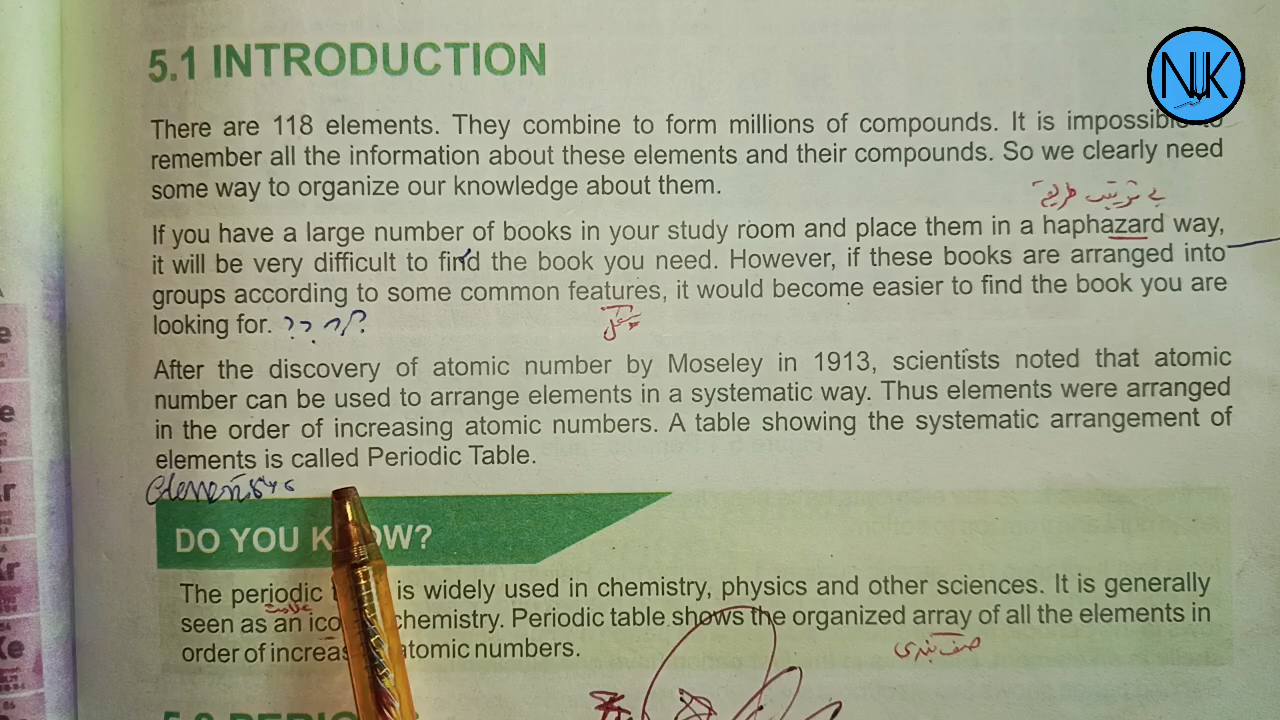 5.1 INTRODUCTION
NJK
There are 118 elements. They combine to form millions of compounds. It is impossible to
remember all the information about these elements and their compounds. So we clearly need
some way to organize our knowledge about them.
بے ترتیب طریقے
If you have a large number of books in your study room and place them in a haphazard way,
it will be very difficult to find the book you need. However, if these books are arranged into
groups according to some common features, it would become easier to find the book you are
looking for. ????
After the discovery of atomic number by Moseley in 1913, scientists noted that atomic
number can be used to arrange elements in a systematic way. Thus elements were arranged
in the order of increasing atomic numbers. A table showing the systematic arrangement of
elements is called Periodic Table.
DO YOU KNOW?
The periodic is widely used in chemistry, physics and other sciences. It is generally
علامت
seen as an chemistry. Periodic table shows the organized array of all the elements in
order of atomic numbers.
صف بندی